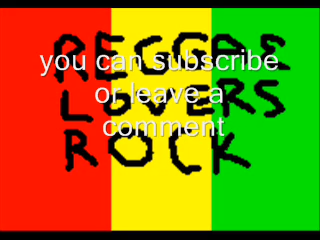 REGGAE
you can subscribe
LOVERS
or leave a
comment
ROCK